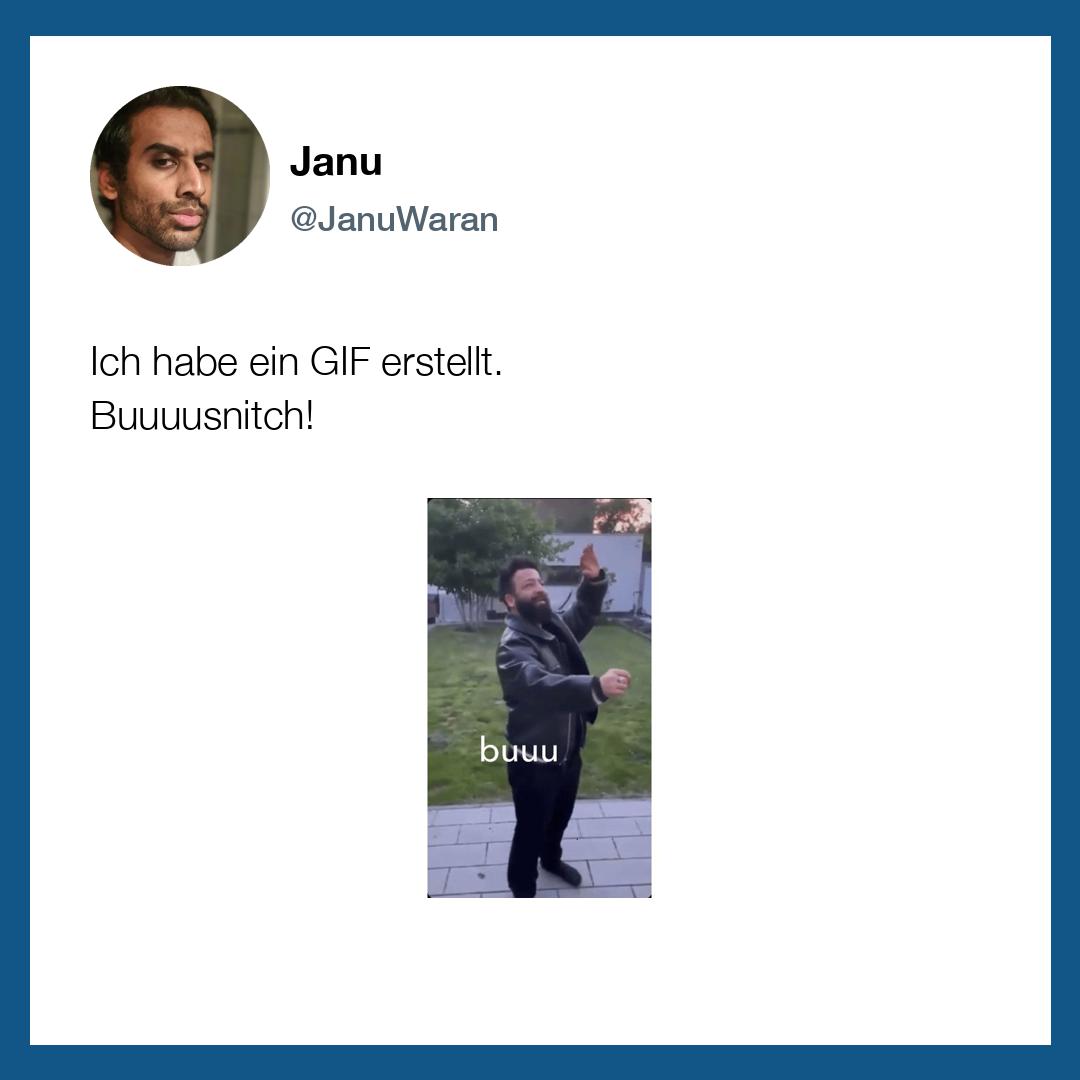 Janu
@JanuWaran
Ich habe ein GIF erstellt.
Buuuusnitch!
buuu